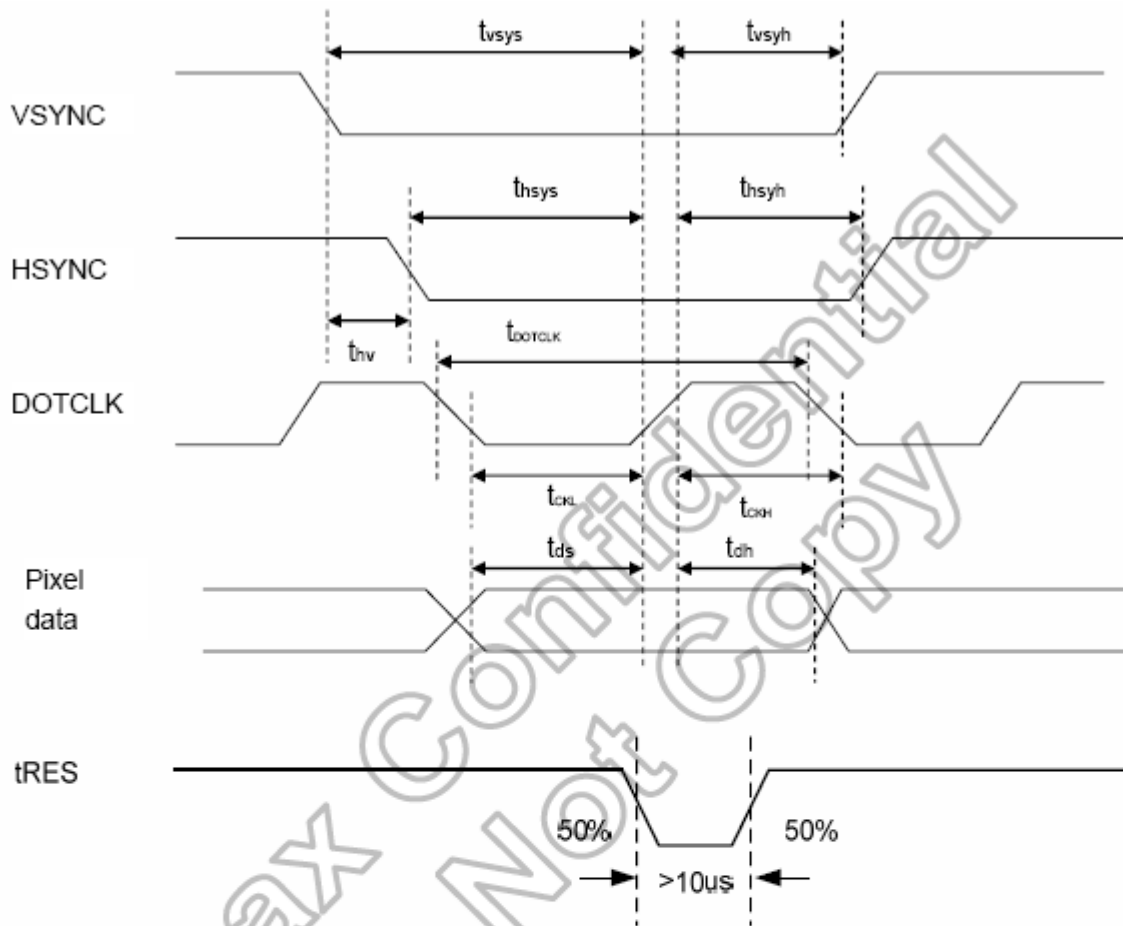 tvsys
tvsyh
VSYNC
thsys
thsyh
HSYNC
thv
tDOTCLK
DOTCLK
tCKL
tCKH
tds
tdh
Pixel
data
tRES
50%
50%
>10us
ax Confidential
Not Copy